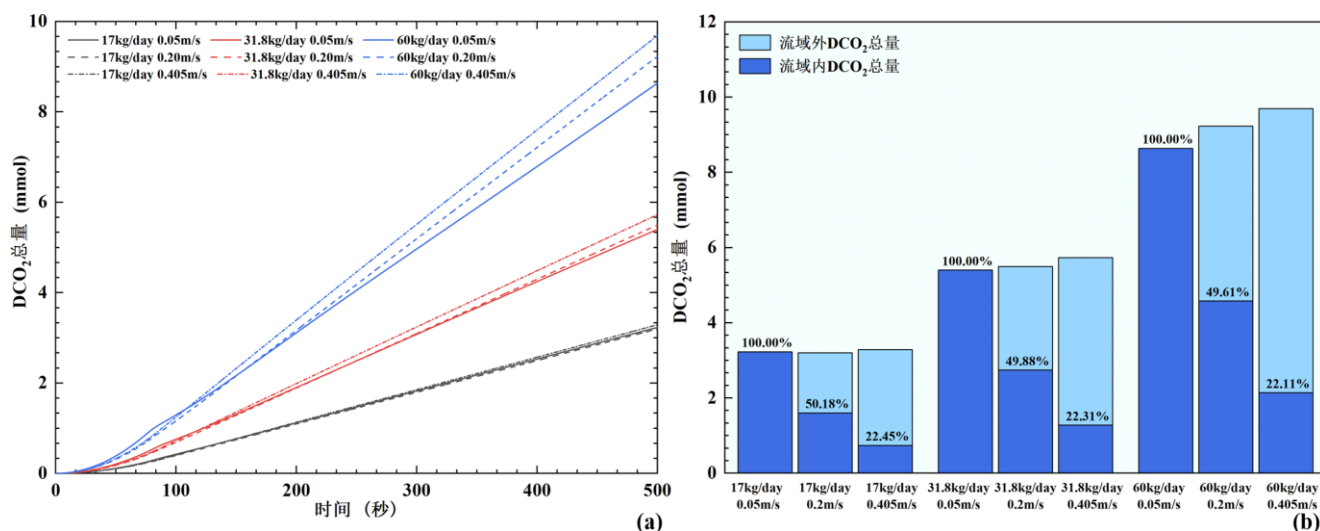 10
8
6
4
2
0
DCO₂总量 (mmol)
17kg/day 0.05m/s 31.8kg/day 0.05m/s 60kg/day 0.05m/s
17kg/day 0.20m/s 31.8kg/day 0.20m/s 60kg/day 0.20m/s
17kg/day 0.405m/s 31.8kg/day 0.405m/s 60kg/day 0.405m/s
0 100 200 300 400 500
时间 (秒)
(a)
12
10
8
6
4
2
0
DCO₂总量 (mmol)
流域外DCO₂总量
流域内DCO₂总量
100.00%
50.18%
22.45%
100.00%
49.88%
22.31%
100.00%
49.61%
22.11%
17kg/day 17kg/day 17kg/day 31.8kg/day 31.8kg/day 31.8kg/day 60kg/day 60kg/day 60kg/day
0.05m/s 0.2m/s 0.405m/s 0.05m/s 0.2m/s 0.405m/s 0.05m/s 0.2m/s 0.405m/s
(b)